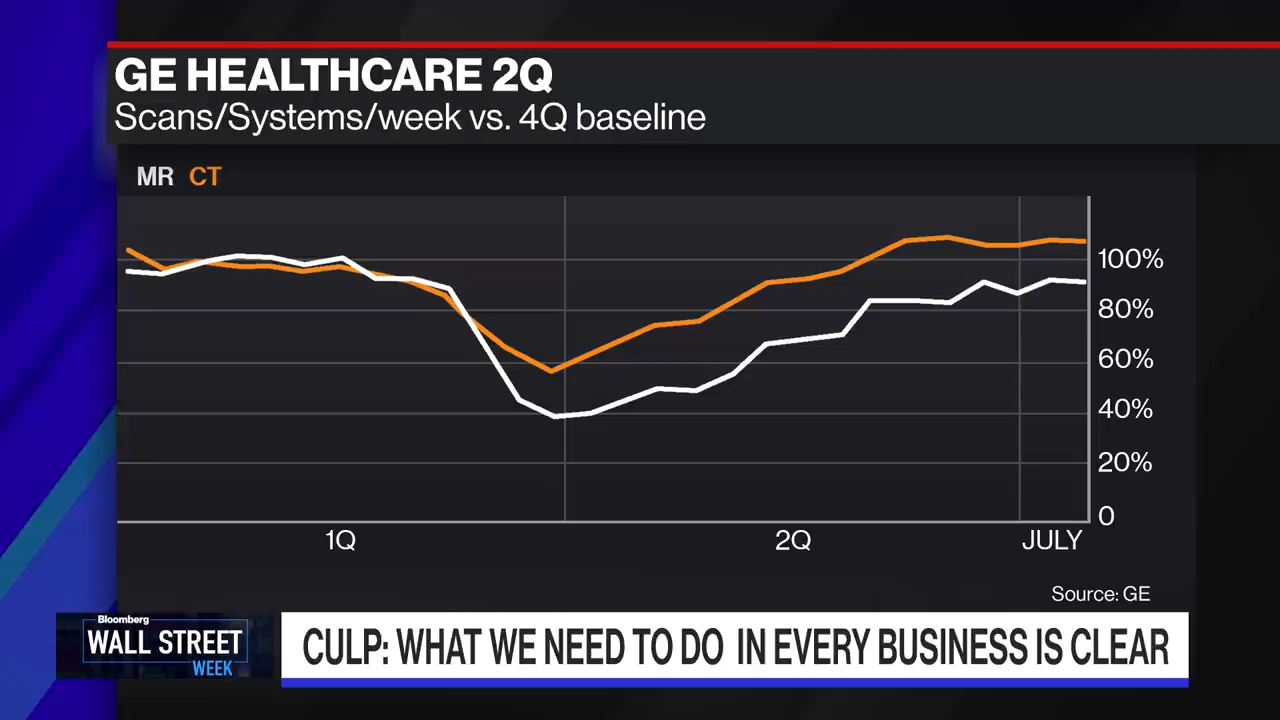 GE HEALTHCARE 2Q
Scans/Systems/week vs. 4Q baseline
MR CT
100%
80%
60%
40%
20%
0
1Q 2Q JULY
Source: GE
Bloomberg
WALL STREET
WEEK
CULP: WHAT WE NEED TO DO IN EVERY BUSINESS IS CLEAR